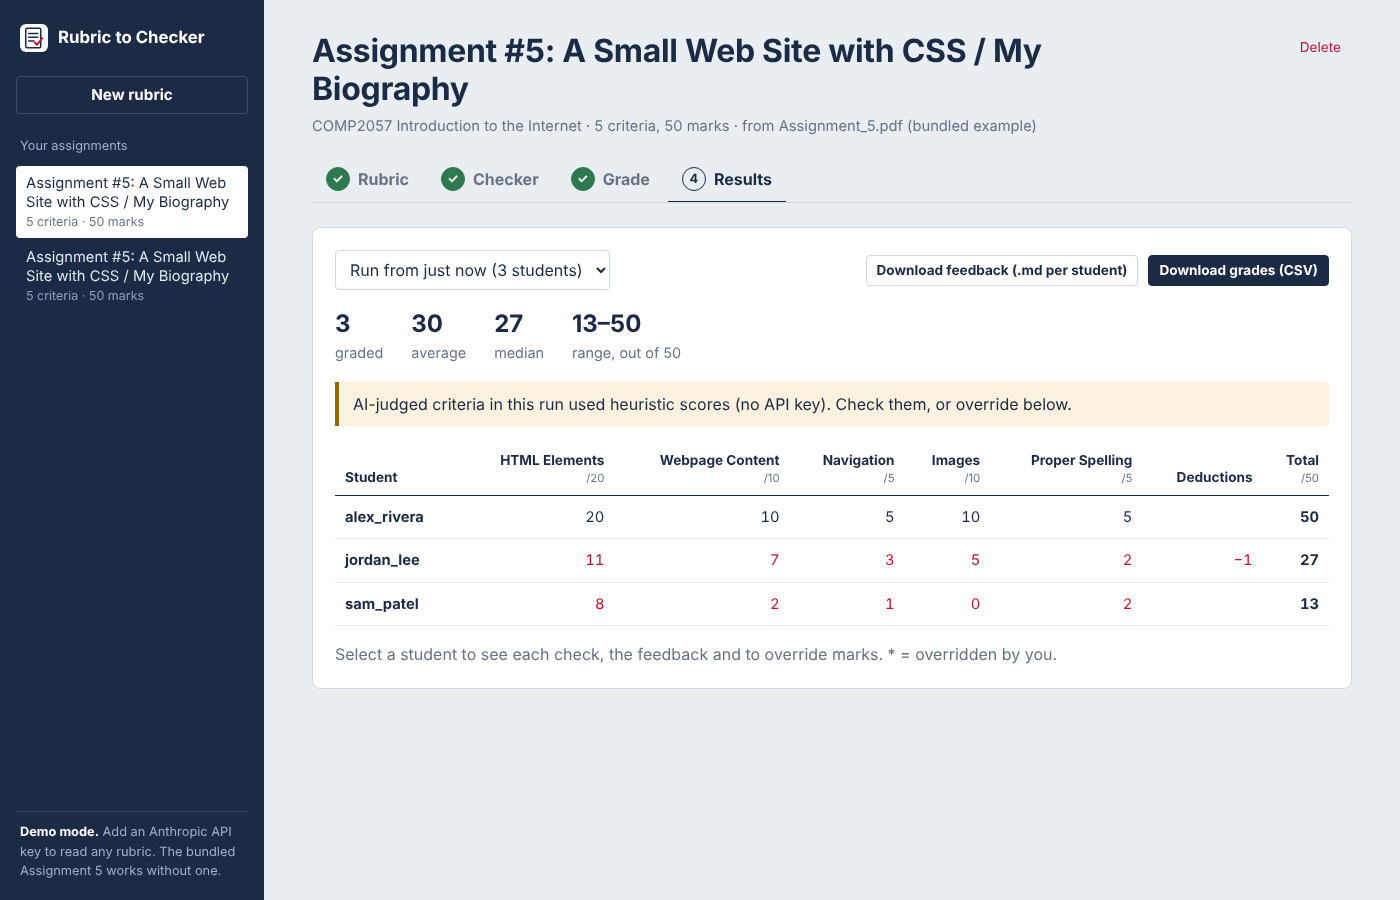 Rubric to Checker
New rubric
Your assignments
Assignment #5: A Small Web
Site with CSS / My Biography
5 criteria · 50 marks
Assignment #5: A Small Web
Site with CSS / My Biography
5 criteria · 50 marks
Demo mode. Add an Anthropic API
key to read any rubric. The bundled
Assignment 5 works without one.
Assignment #5: A Small Web Site with CSS / My
Biography
Delete
COMP2057 Introduction to the Internet · 5 criteria, 50 marks · from Assignment_5.pdf (bundled example)
Rubric Checker Grade 4 Results
Run from just now (3 students) Download feedback (.md per student) Download grades (CSV)
3 30 27 13–50
graded average median range, out of 50
AI-judged criteria in this run used heuristic scores (no API key). Check them, or override below.
Student HTML Elements /20 Webpage Content /10 Navigation /5 Images /10 Proper Spelling /5 Deductions Total /50
alex_rivera 20 10 5 10 5 50
jordan_lee 11 7 3 5 2 −1 27
sam_patel 8 2 1 0 2 13
Select a student to see each check, the feedback and to override marks. * = overridden by you.